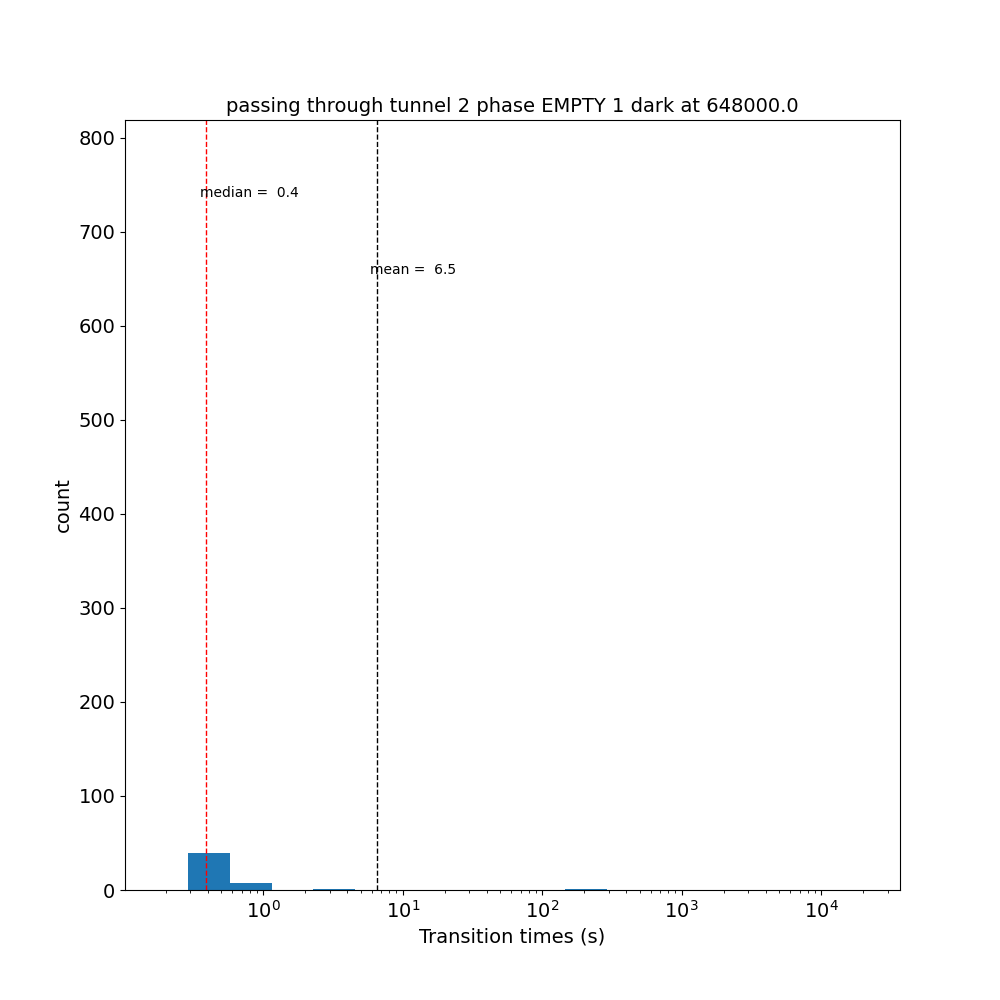 passing through tunnel 2 phase EMPTY 1 dark at 648000.0
800
median =  0.4
700
mean =  6.5
600
500
count
400
300
200
100
0
10^0 10^1 10^2 10^3 10^4
Transition times (s)